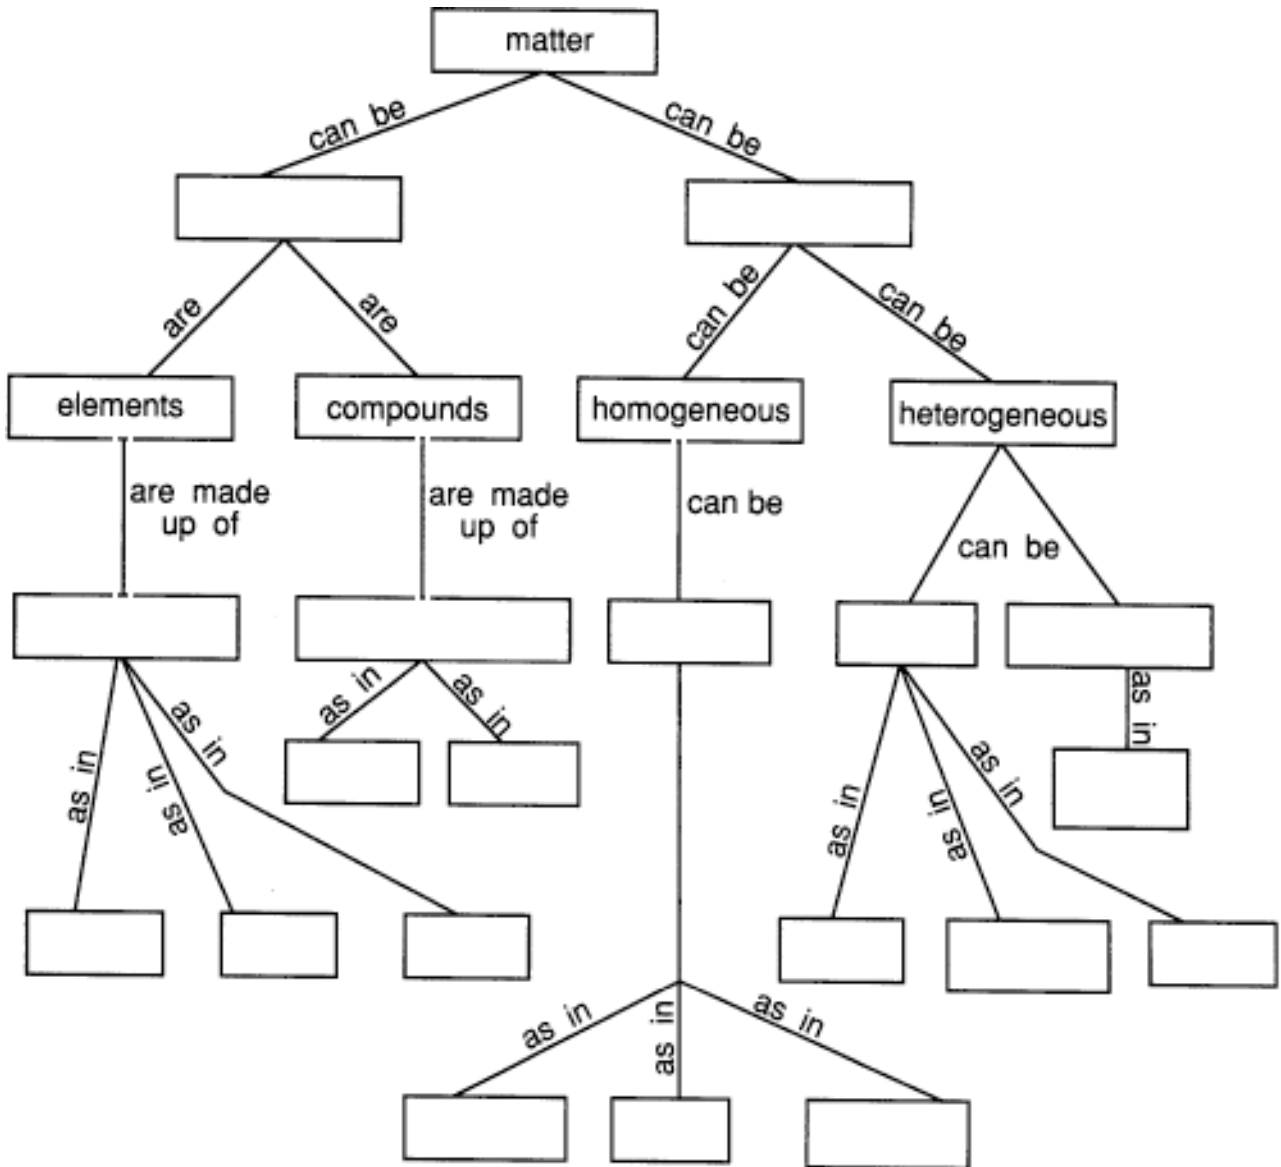 matter
can be
can be
are
are
can be
can be
elements
compounds
homogeneous
heterogeneous
are made
up of
are made
up of
can be
can be
as in
as in
as in
as in
as in
as in
as in
as in
as in
as in
as in
as in